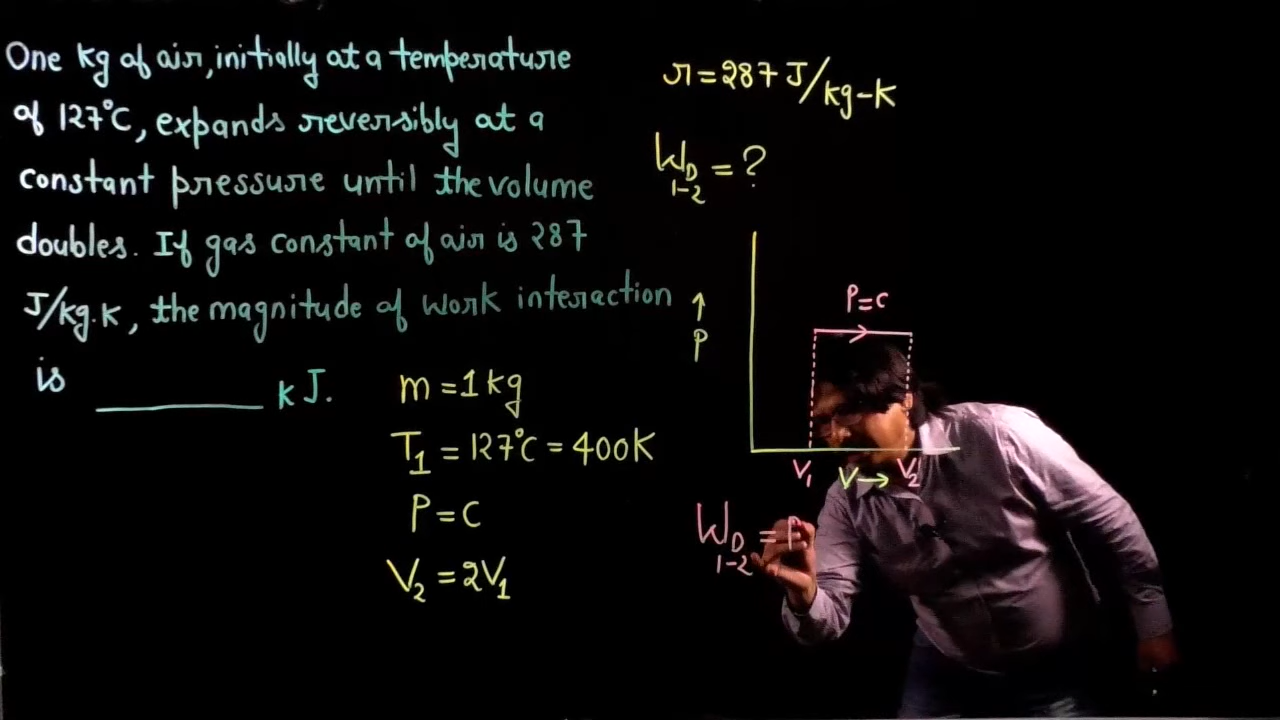 One kg of air, initially at a temperature
of 127°C, expands reversibly at a
constant pressure until the volume
doubles. If gas constant of air is 287
J/kg.K, the magnitude of work interaction
is ________ kJ.
m = 1 kg
T₁ = 127°C = 400K
P = C
V₂ = 2V₁
r = 287 J/kg-K
W_D 1-2 = ?
P = C
↑
P
V₁ V→ V₂
W_D 1-2 = P